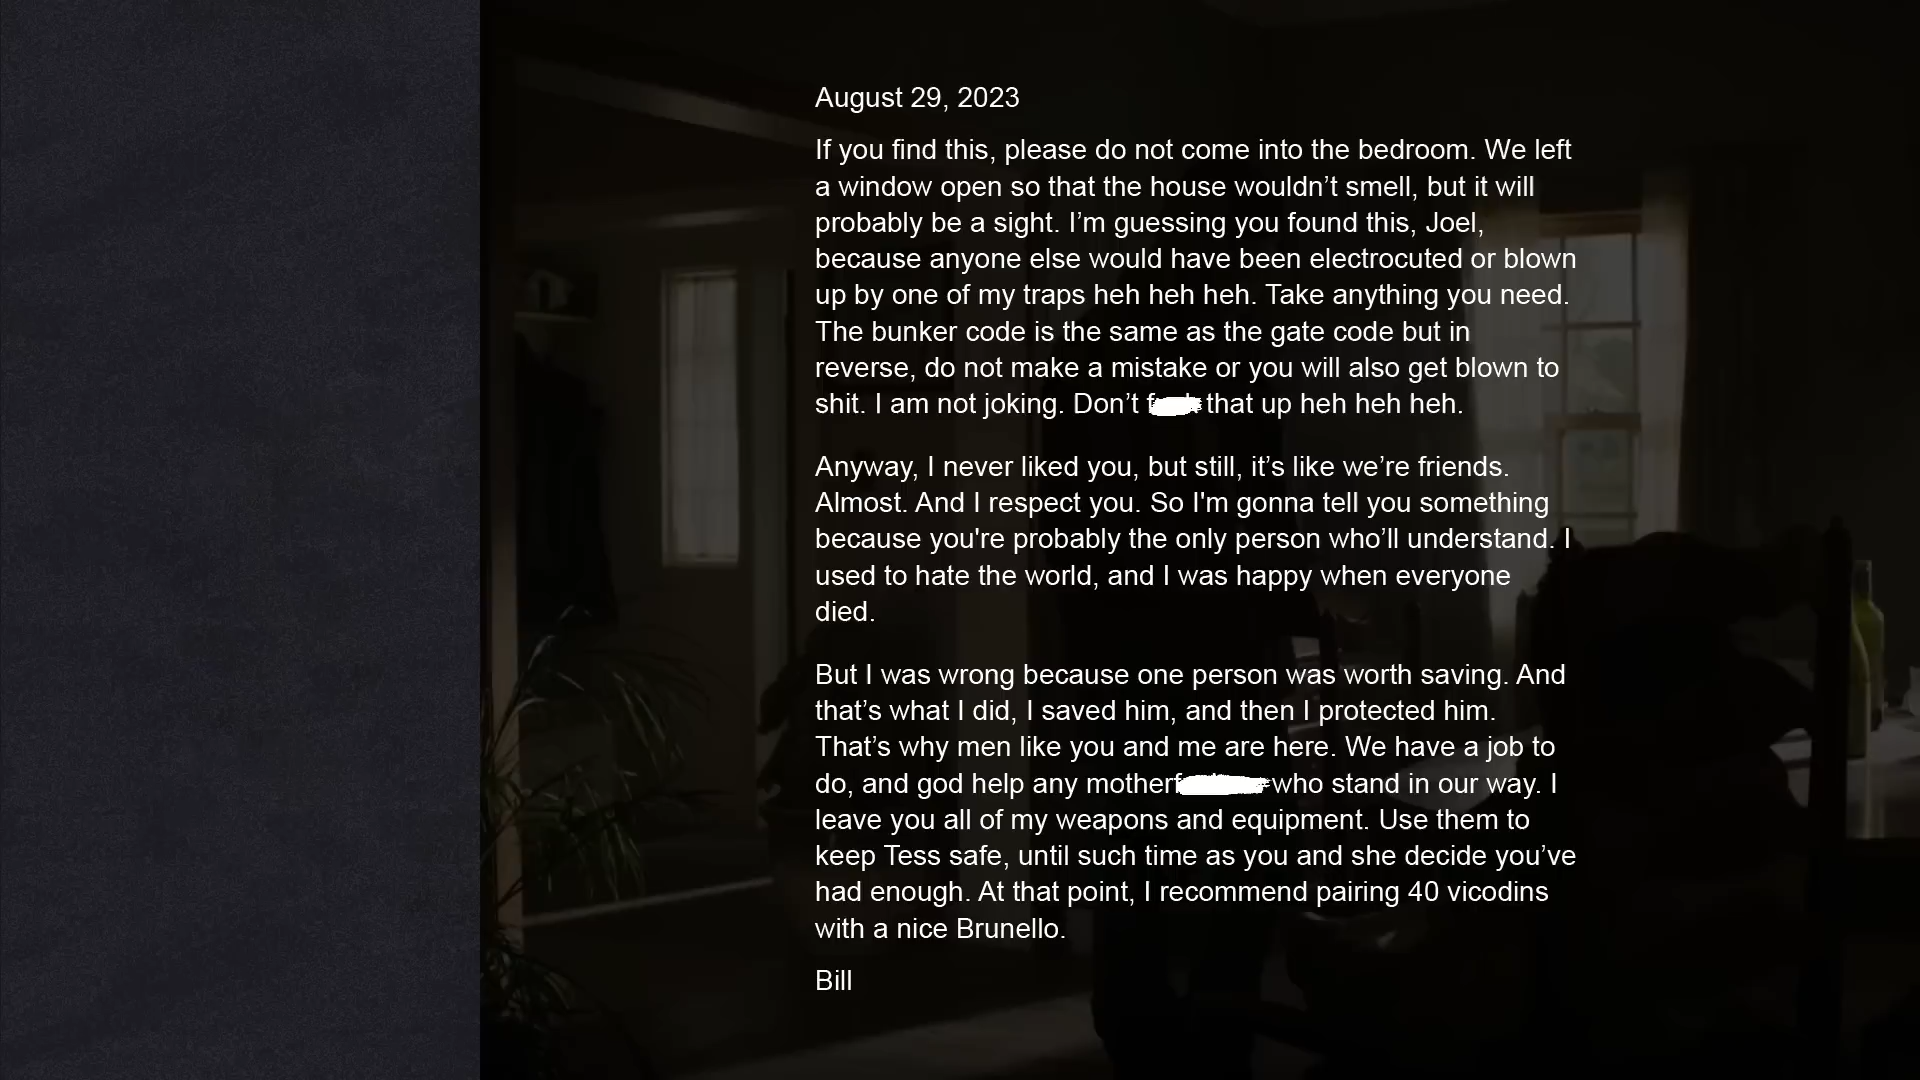 August 29, 2023
If you find this, please do not come into the bedroom. We left
a window open so that the house wouldn’t smell, but it will
probably be a sight. I’m guessing you found this, Joel,
because anyone else would have been electrocuted or blown
up by one of my traps heh heh heh. Take anything you need.
The bunker code is the same as the gate code but in
reverse, do not make a mistake or you will also get blown to
shit. I am not joking. Don’t that up heh heh heh.
Anyway, I never liked you, but still, it’s like we’re friends.
Almost. And I respect you. So I'm gonna tell you something
because you're probably the only person who’ll understand. I
used to hate the world, and I was happy when everyone
died.
But I was wrong because one person was worth saving. And
that’s what I did, I saved him, and then I protected him.
That’s why men like you and me are here. We have a job to
do, and god help any who stand in our way. I
leave you all of my weapons and equipment. Use them to
keep Tess safe, until such time as you and she decide you’ve
had enough. At that point, I recommend pairing 40 vicodins
with a nice Brunello.
Bill